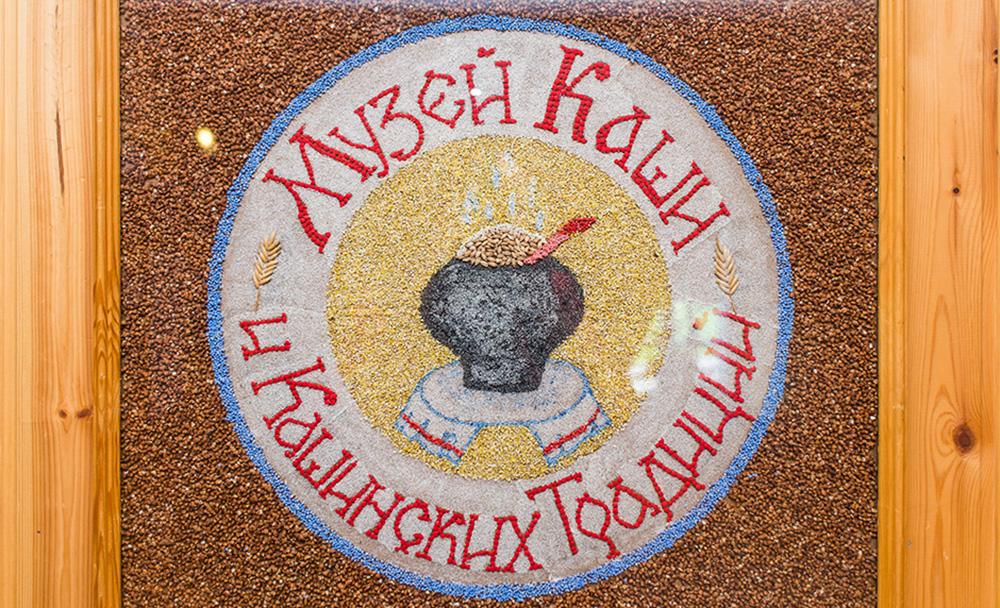 Музей Каши
и Кашинских Традиций